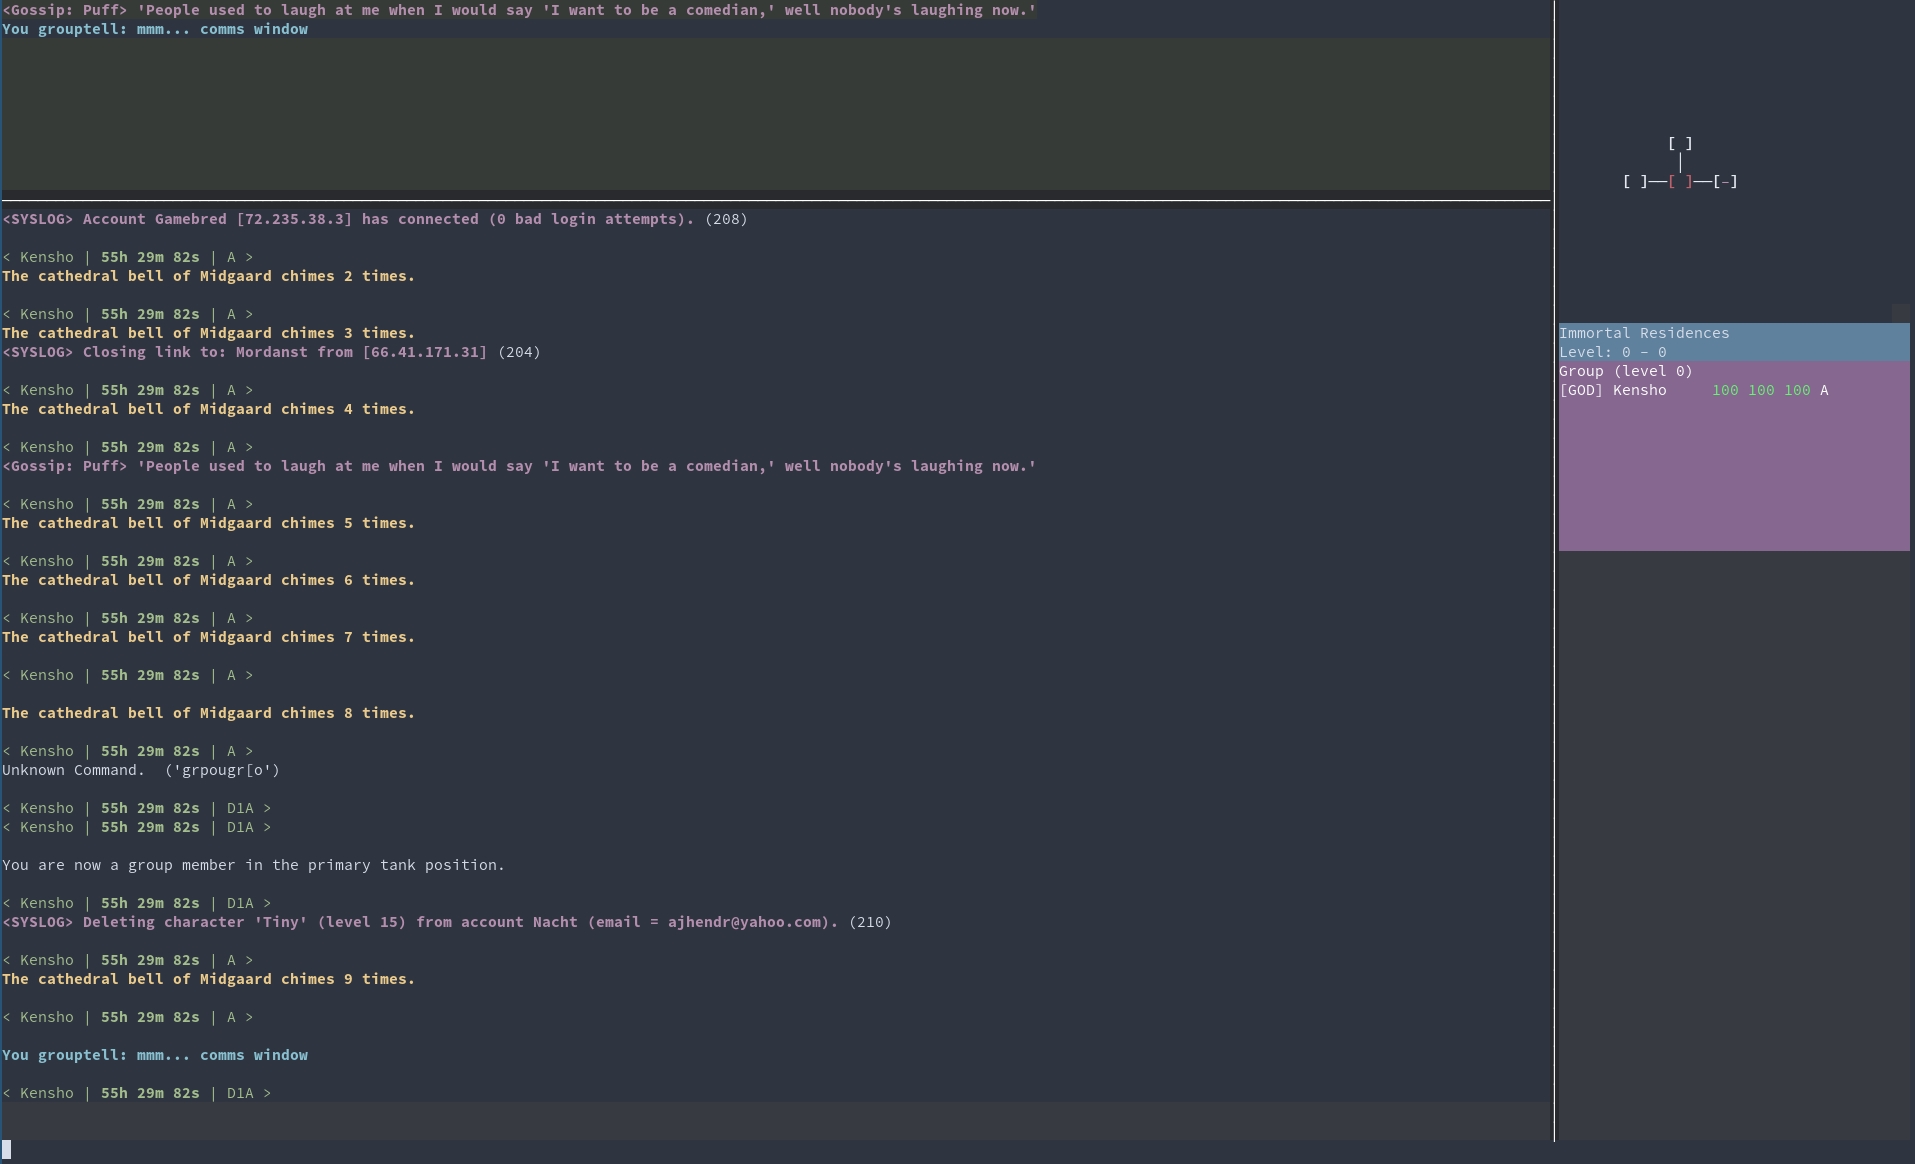 <Gossip: Puff> 'People used to laugh at me when I would say 'I want to be a comedian,' well nobody's laughing now.'
You grouptell: mmm... comms window
<SYSLOG> Account Gamebred [72.235.38.3] has connected (0 bad login attempts). (208)
< Kensho | 55h 29m 82s | A >
The cathedral bell of Midgaard chimes 2 times.
< Kensho | 55h 29m 82s | A >
The cathedral bell of Midgaard chimes 3 times.
<SYSLOG> Closing link to: Mordanst from [66.41.171.31] (204)
< Kensho | 55h 29m 82s | A >
The cathedral bell of Midgaard chimes 4 times.
< Kensho | 55h 29m 82s | A >
<Gossip: Puff> 'People used to laugh at me when I would say 'I want to be a comedian,' well nobody's laughing now.'
< Kensho | 55h 29m 82s | A >
The cathedral bell of Midgaard chimes 5 times.
< Kensho | 55h 29m 82s | A >
The cathedral bell of Midgaard chimes 6 times.
< Kensho | 55h 29m 82s | A >
The cathedral bell of Midgaard chimes 7 times.
< Kensho | 55h 29m 82s | A >
The cathedral bell of Midgaard chimes 8 times.
< Kensho | 55h 29m 82s | A >
Unknown Command.  ('grpougr[o')
< Kensho | 55h 29m 82s | D1A >
< Kensho | 55h 29m 82s | D1A >
You are now a group member in the primary tank position.
< Kensho | 55h 29m 82s | D1A >
<SYSLOG> Deleting character 'Tiny' (level 15) from account Nacht (email = ajhendr@yahoo.com). (210)
< Kensho | 55h 29m 82s | A >
The cathedral bell of Midgaard chimes 9 times.
< Kensho | 55h 29m 82s | A >
You grouptell: mmm... comms window
< Kensho | 55h 29m 82s | D1A >
[ ]
|
[ ]—[ ]—[-]
Immortal Residences
Level: 0 - 0
Group (level 0)
[GOD] Kensho     100 100 100 A